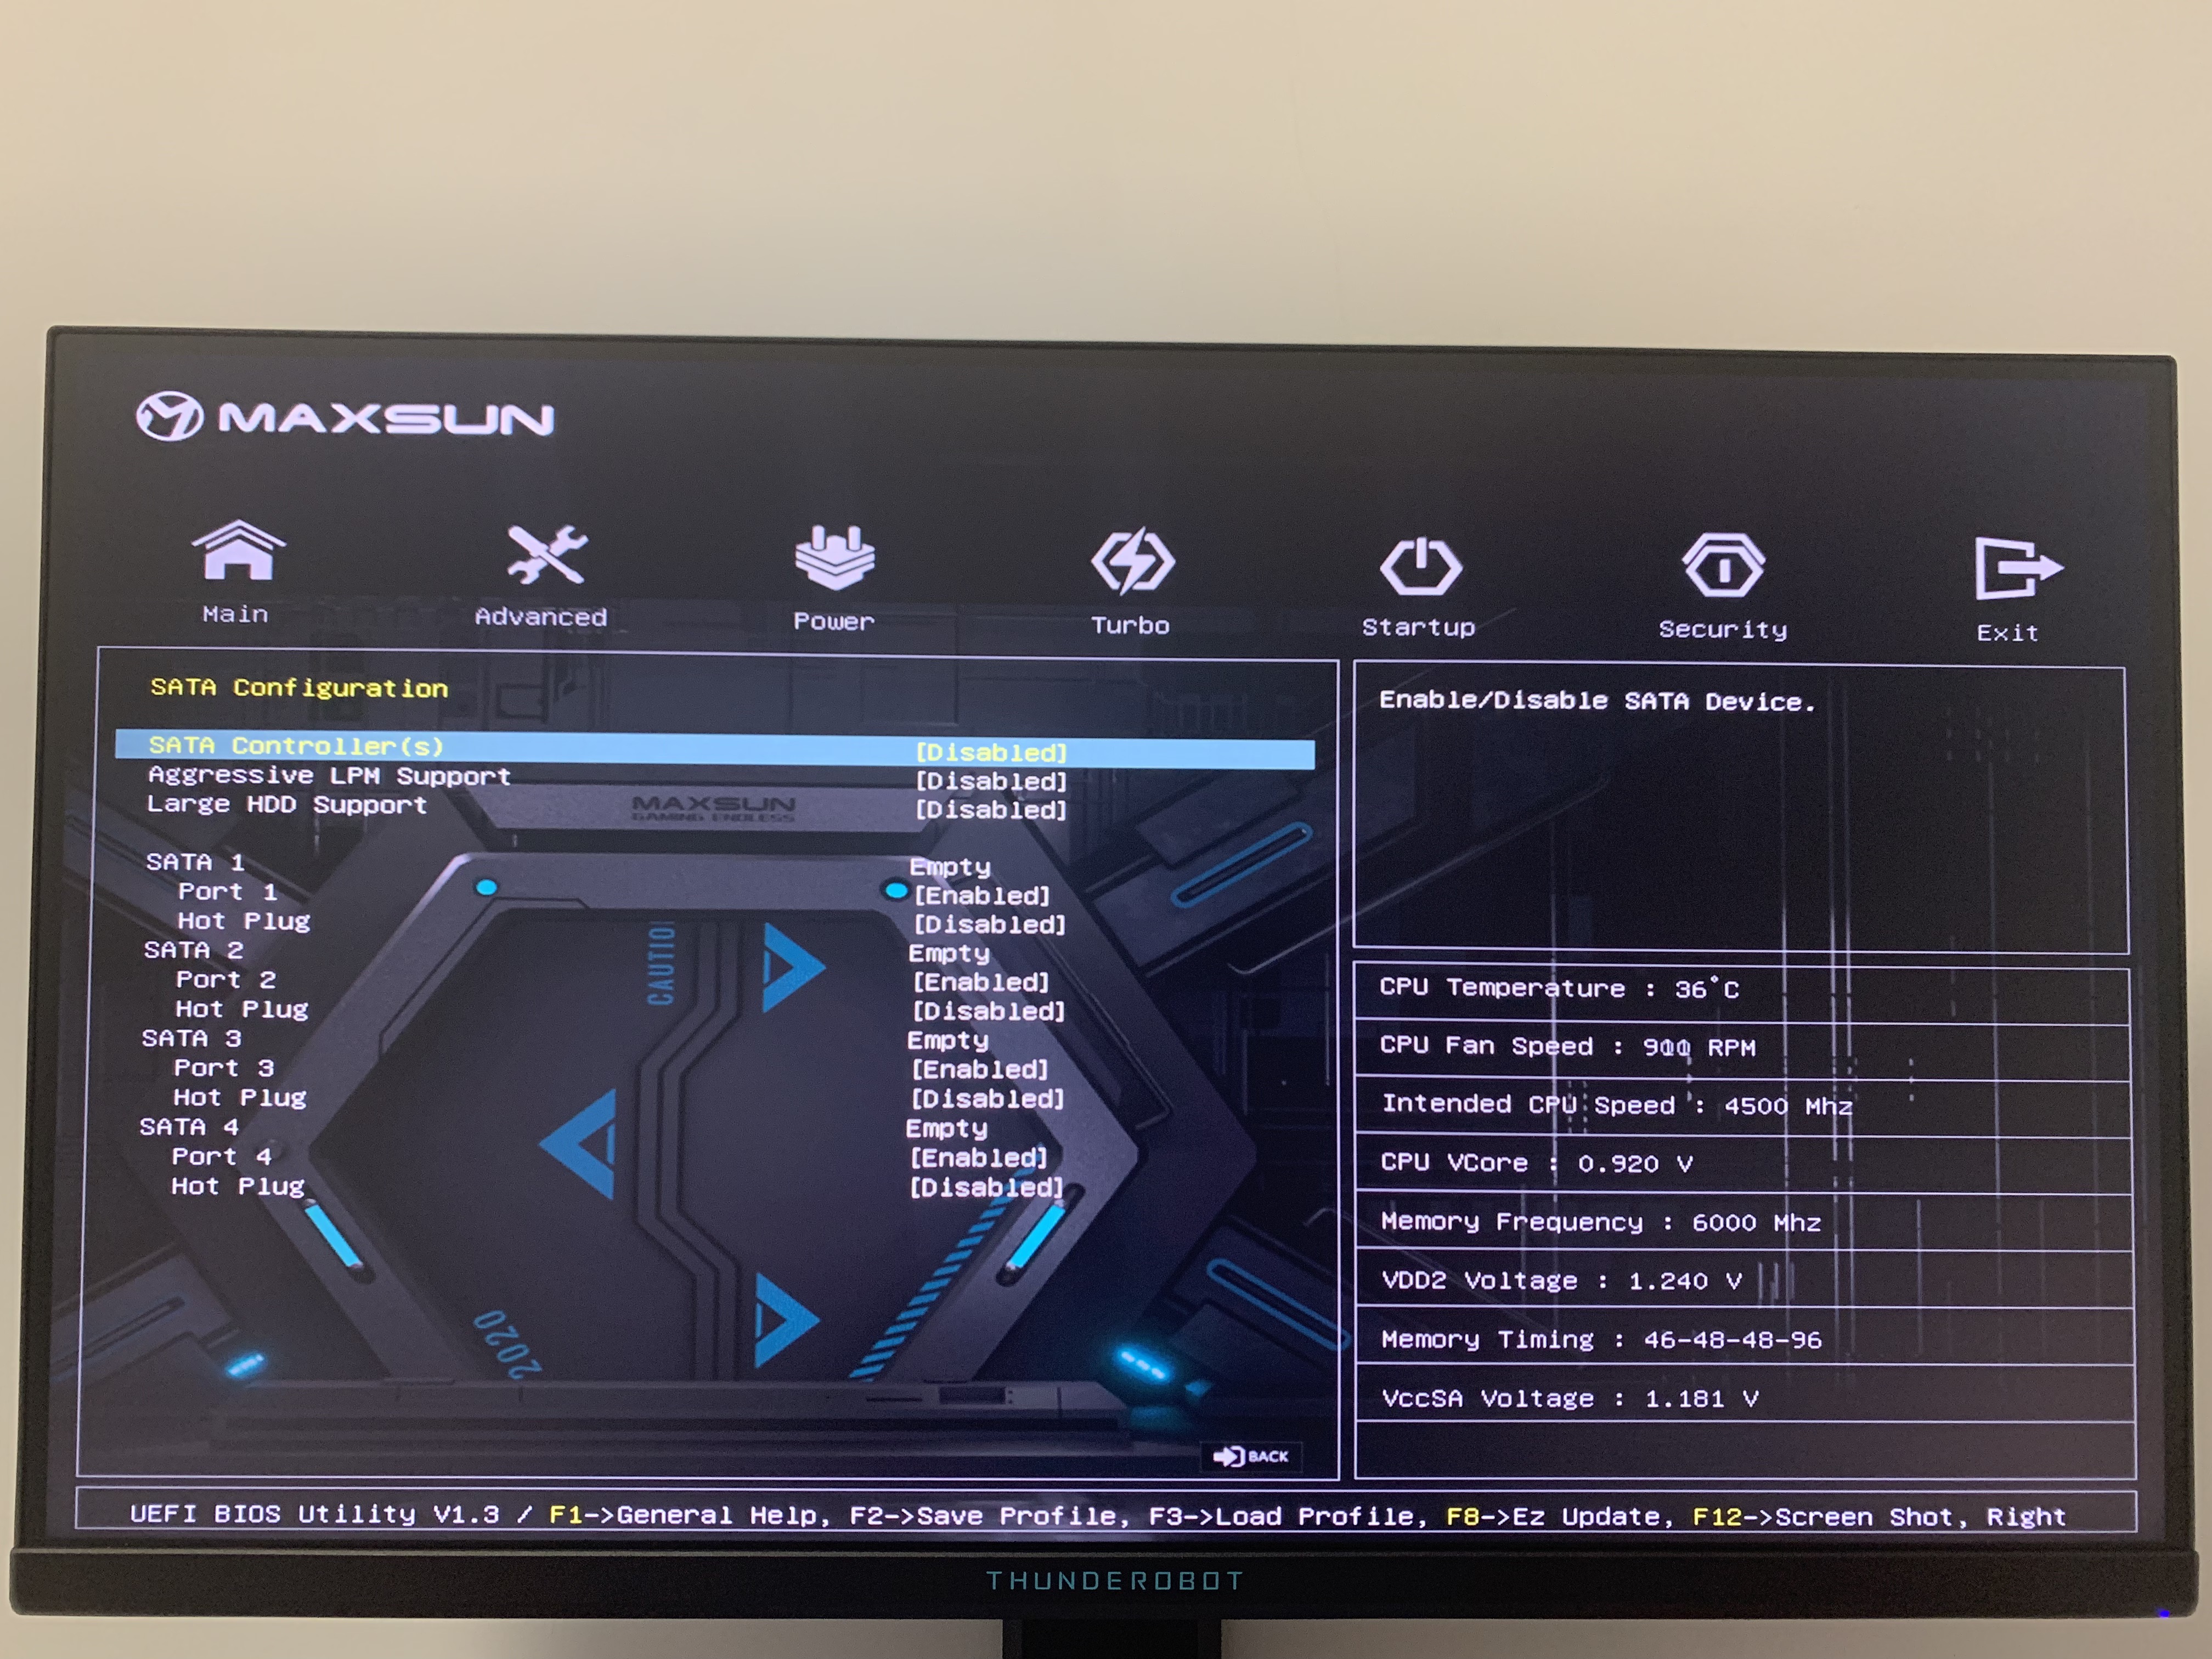 MAXSUN
Main
Advanced
Power
Turbo
Startup
Security
Exit
SATA Configuration
SATA Controller(s) [Disabled]
Aggressive LPM Support [Disabled]
Large HDD Support [Disabled]
MAXSUN
GAMING ENDLESS
SATA 1 Empty
Port 1 [Enabled]
Hot Plug [Disabled]
SATA 2 Empty
Port 2 [Enabled]
Hot Plug [Disabled]
SATA 3 Empty
Port 3 [Enabled]
Hot Plug [Disabled]
SATA 4 Empty
Port 4 [Enabled]
Hot Plug [Disabled]
CAUTION
2020
BACK
Enable/Disable SATA Device.
CPU Temperature : 36°C
CPU Fan Speed : RPM
Intended CPU Speed : 4500 Mhz
CPU VCore : 0.920 V
Memory Frequency : 6000 Mhz
VDD2 Voltage : 1.240 V
Memory Timing : 46-48-48-96
VccSA Voltage : 1.181 V
UEFI BIOS Utility V1.3 / F1->General Help, F2->Save Profile, F3->Load Profile, F8->Ez Update, F12->Screen Shot, Right
THUNDEROBOT